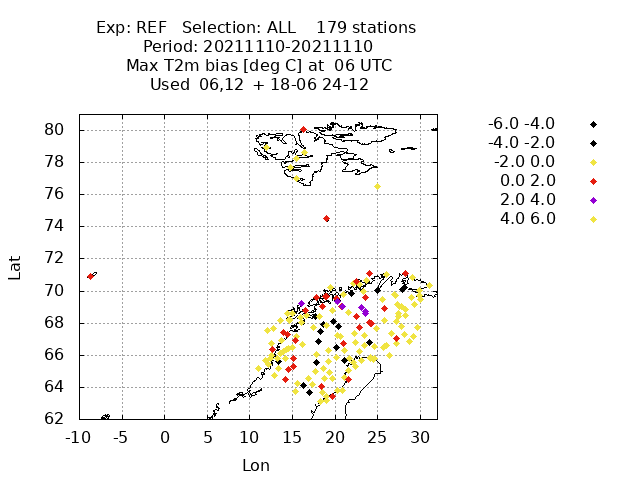 Exp: REF Selection: ALL 179 stations
Period: 20211110-20211110
Max T2m bias [deg C] at 06 UTC
Used 06,12 + 18-06 24-12
-6.0 -4.0
-4.0 -2.0
-2.0 0.0
0.0 2.0
2.0 4.0
4.0 6.0
Lat
80
78
76
74
72
70
68
66
64
62
-10 -5 0 5 10 15 20 25 30
Lon